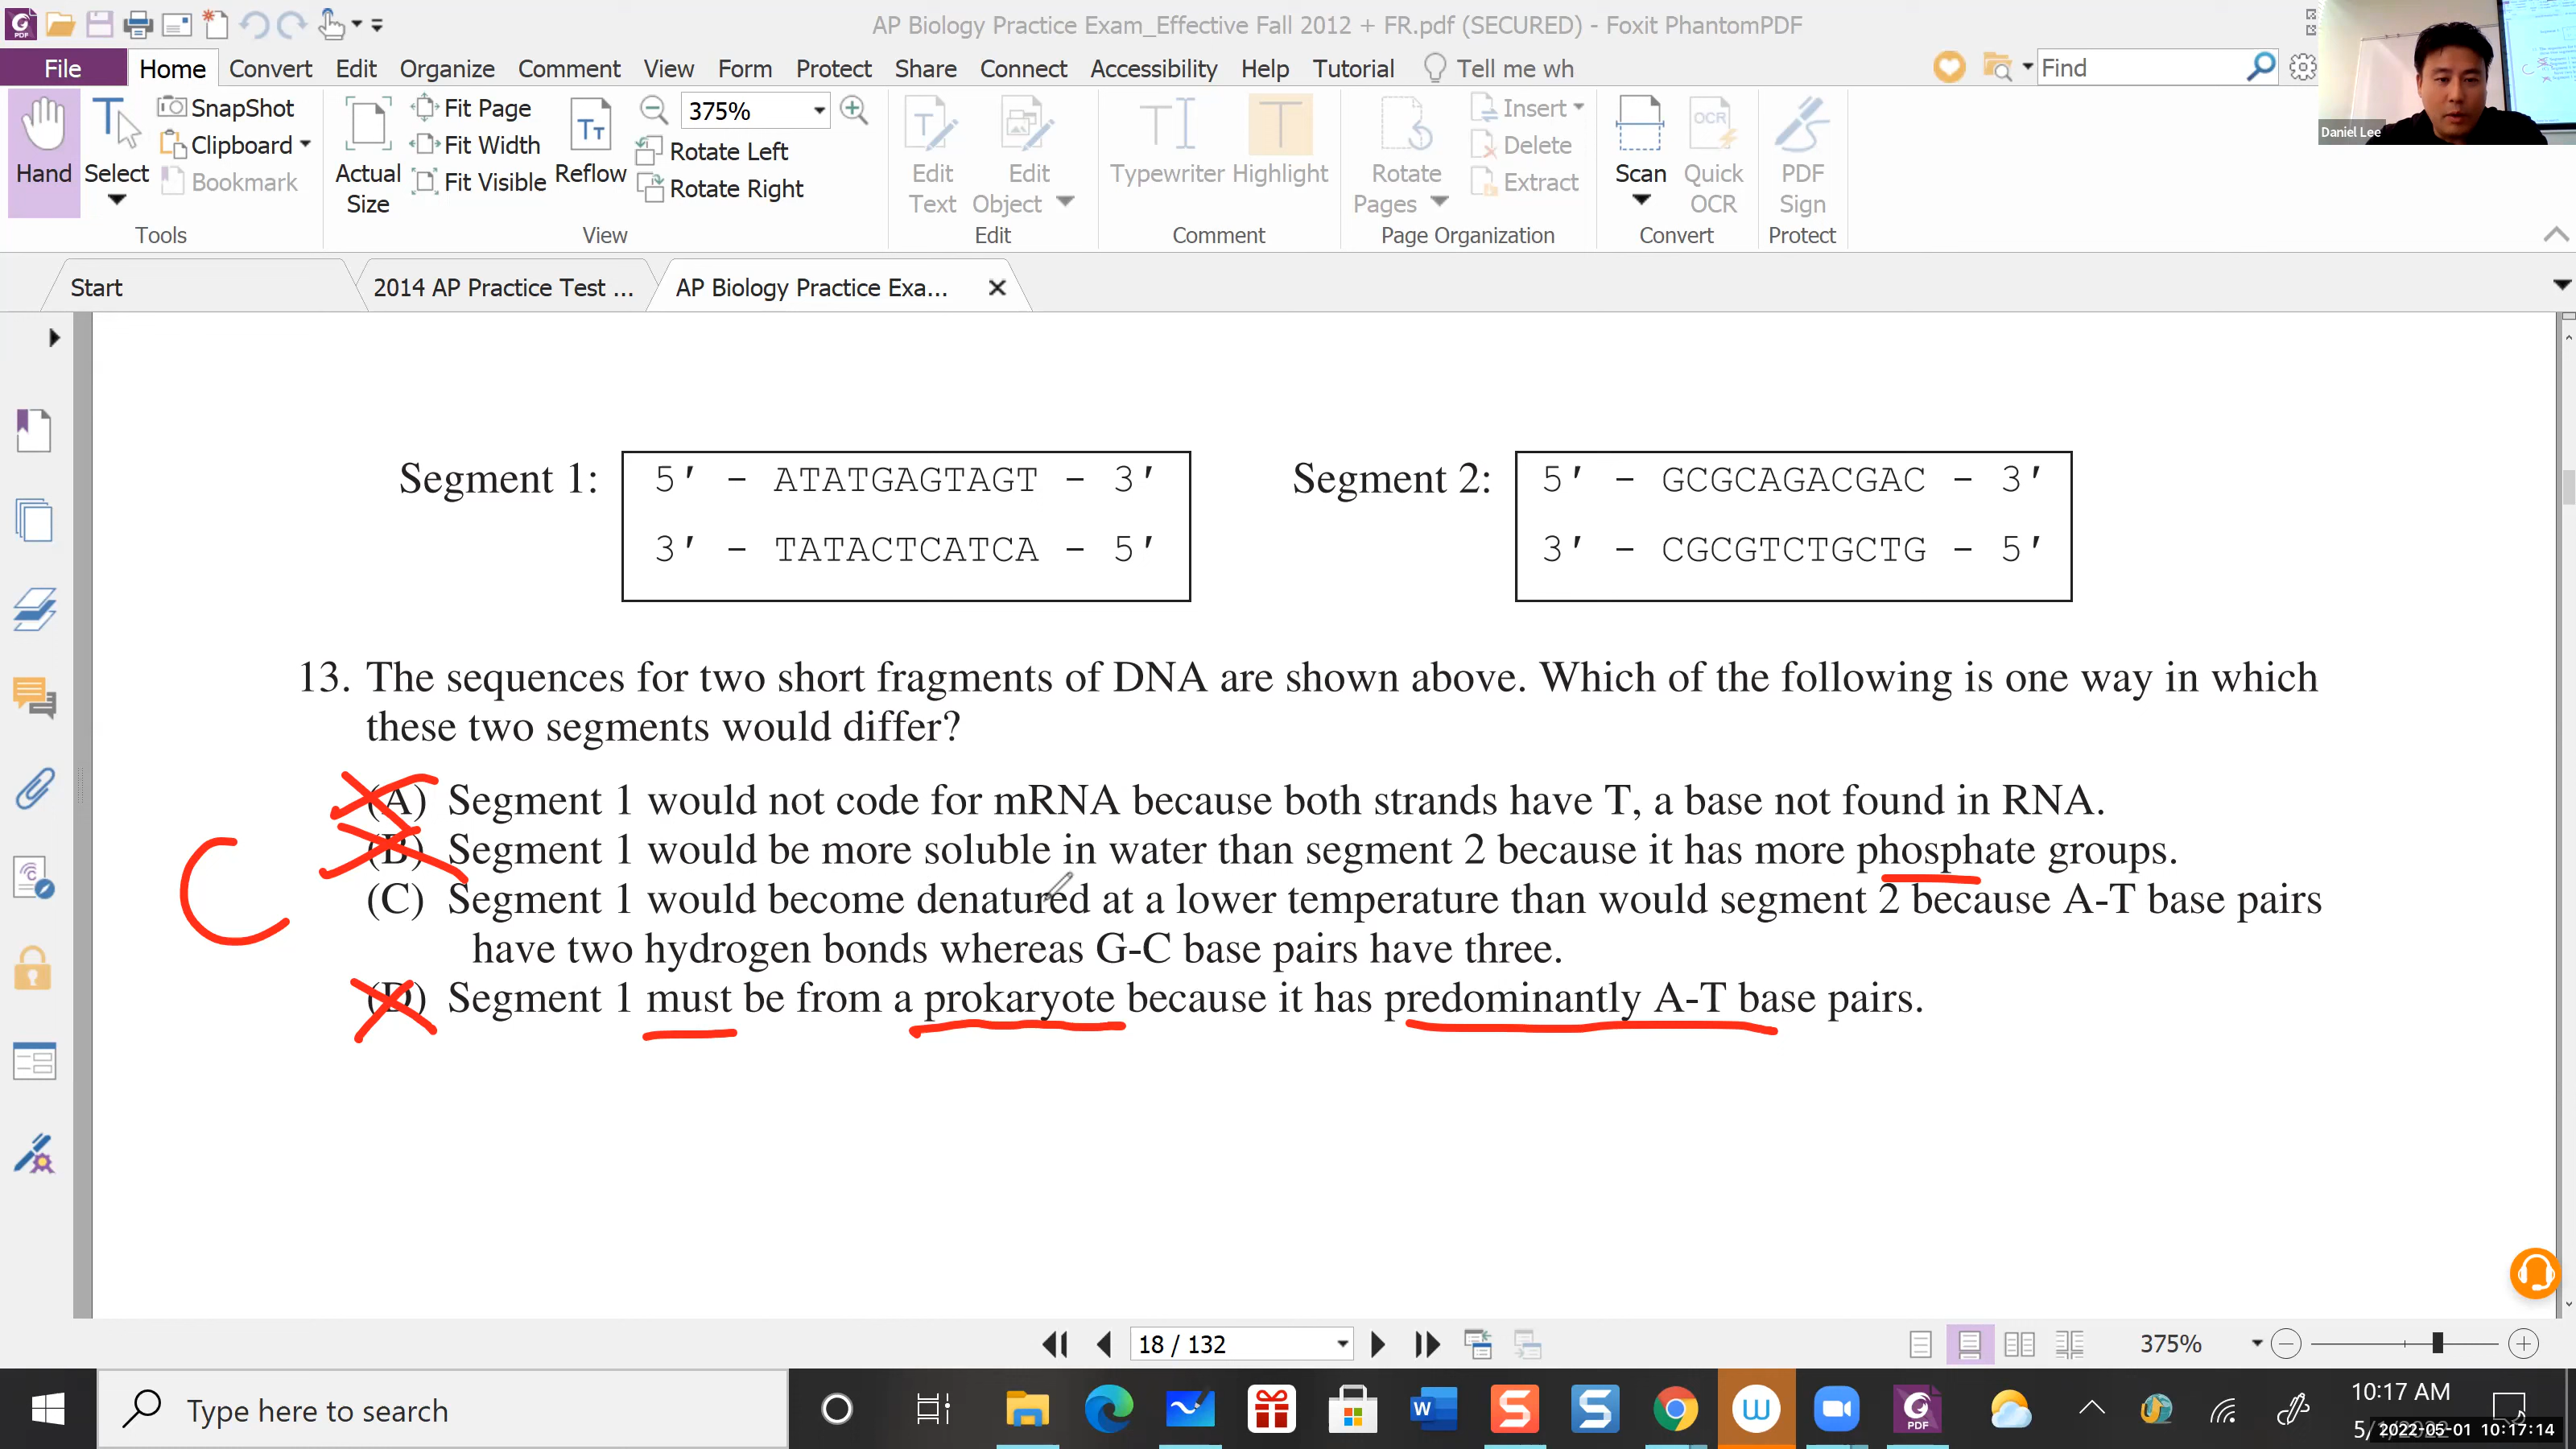 AP Biology Practice Exam_Effective Fall 2012 + FR.pdf (SECURED) - Foxit PhantomPDF
File Home Convert Edit Organize Comment View Form Protect Share Connect Accessibility Help Tutorial Tell me wh Find
Daniel Lee
Hand
Select
SnapShot
Clipboard
Bookmark
Tools
Actual Size
Fit Page
Fit Width
Fit Visible
Reflow
375%
Rotate Left
Rotate Right
View
Edit Text
Edit Object
Edit
Typewriter
Highlight
Comment
Rotate Pages
Insert
Delete
Extract
Page Organization
Scan
Quick OCR
Convert
PDF Sign
Protect
Start
2014 AP Practice Test ...
AP Biology Practice Exa...
Segment 1:
5′ - ATATGAGTAGT - 3′
3′ - TATACTCATCA - 5′
Segment 2:
5′ - GCGCAGACGAC - 3′
3′ - CGCGTCTGCTG - 5′
13. The sequences for two short fragments of DNA are shown above. Which of the following is one way in which
these two segments would differ?
(A) Segment 1 would not code for mRNA because both strands have T, a base not found in RNA.
(B) Segment 1 would be more soluble in water than segment 2 because it has more phosphate groups.
C
(C) Segment 1 would become denatured at a lower temperature than would segment 2 because A-T base pairs
have two hydrogen bonds whereas G-C base pairs have three.
(D) Segment 1 must be from a prokaryote because it has predominantly A-T base pairs.
18 / 132
375%
Type here to search
10:17 AM
2022-05-01 10:17:14